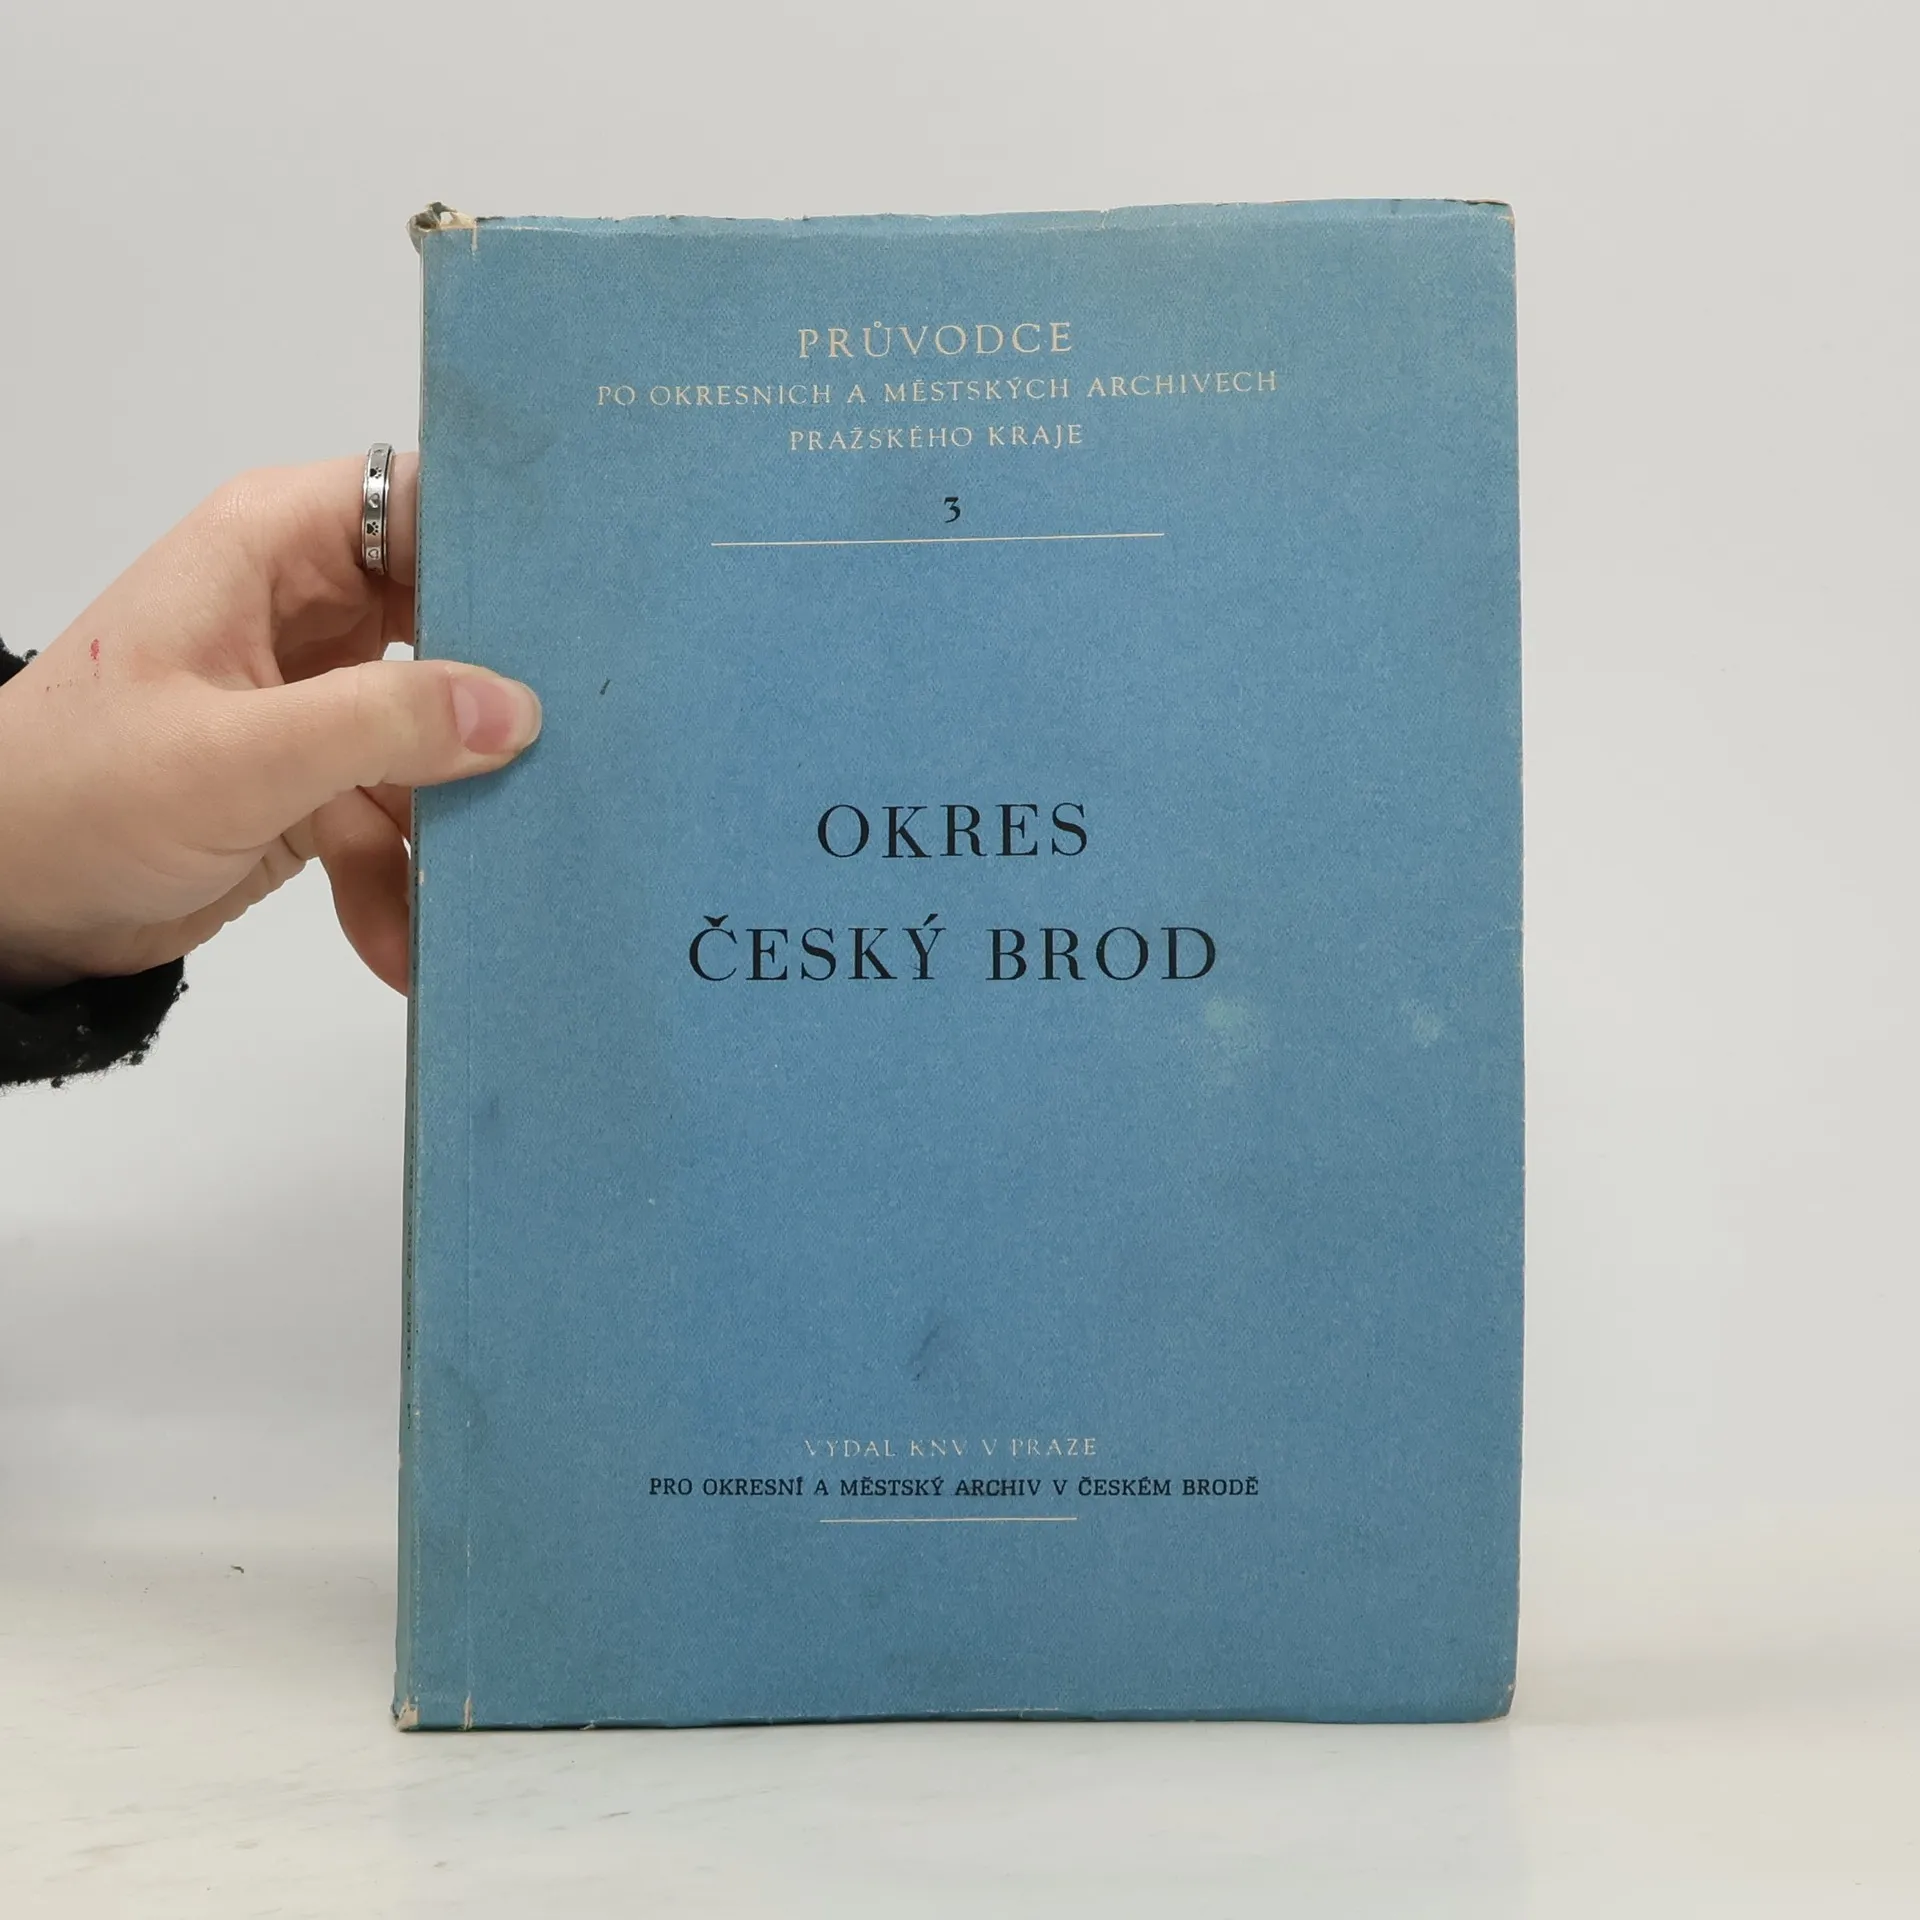 PRŮVODCE
PO OKRESNICH A MĚSTSKÝCH ARCHIVECH
PRAŽSKÉHO KRAJE
3
OKRES
ČESKÝ BROD
VYDAL KNV V PRAZE
PRO OKRESNÍ A MĚSTSKÝ ARCHIV V ČESKÉM BRODĚ